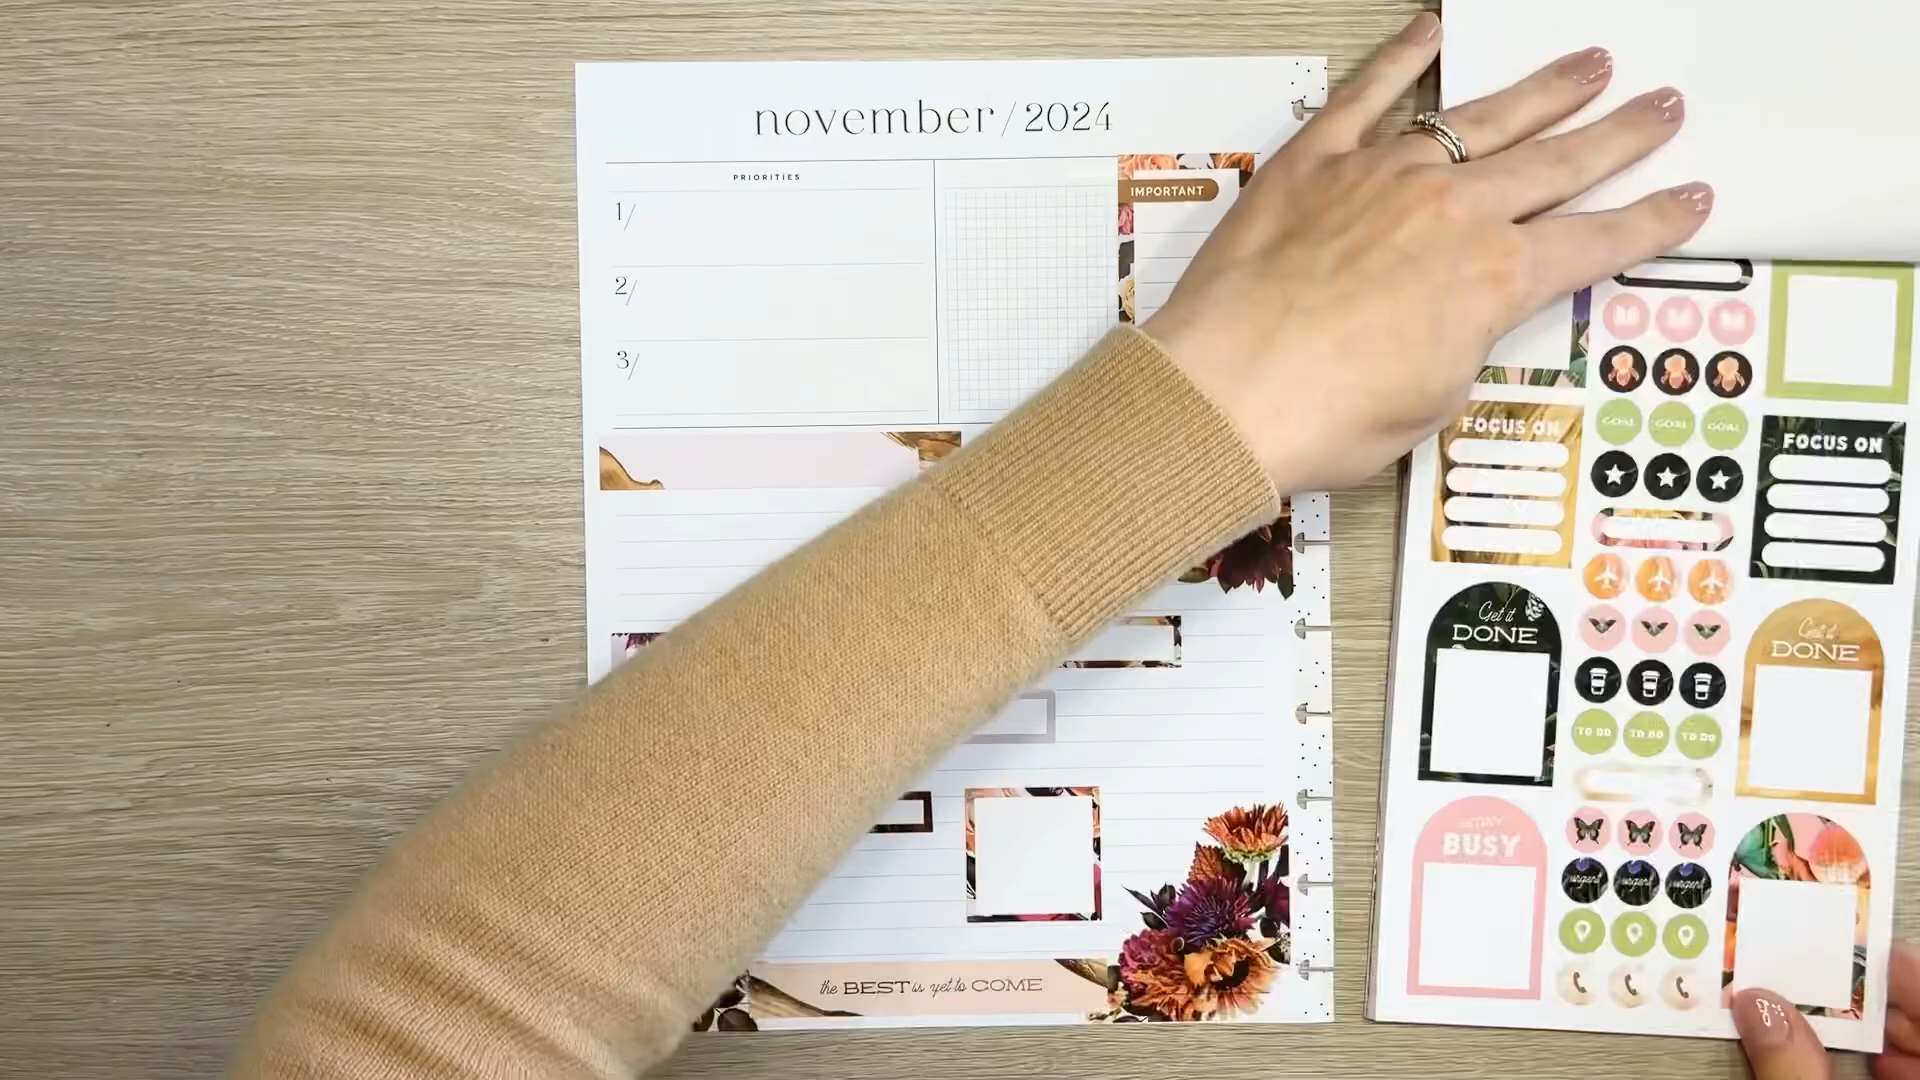 november/2024
PRIORITIES
1/
2/
3/
IMPORTANT
the BEST is yet to COME
FOCUS ON
FOCUS ON
GOAL GOAL GOAL
Get it
DONE
Get it
DONE
TO DO TO DO TO DO
BUSY
urgent urgent urgent